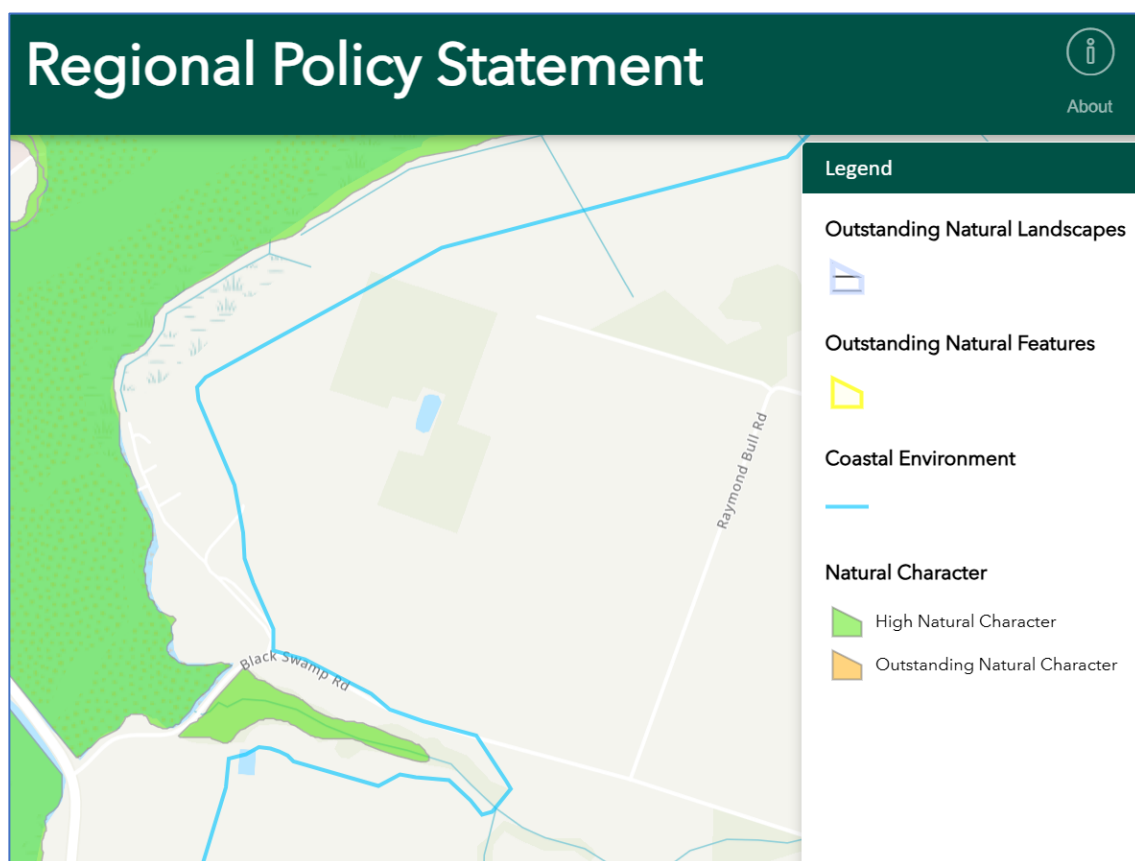 Regional Policy Statement
About
Legend
Outstanding Natural Landscapes
Outstanding Natural Features
Coastal Environment
Natural Character
High Natural Character
Outstanding Natural Character
Raymond Bull Rd
Black Swamp Rd